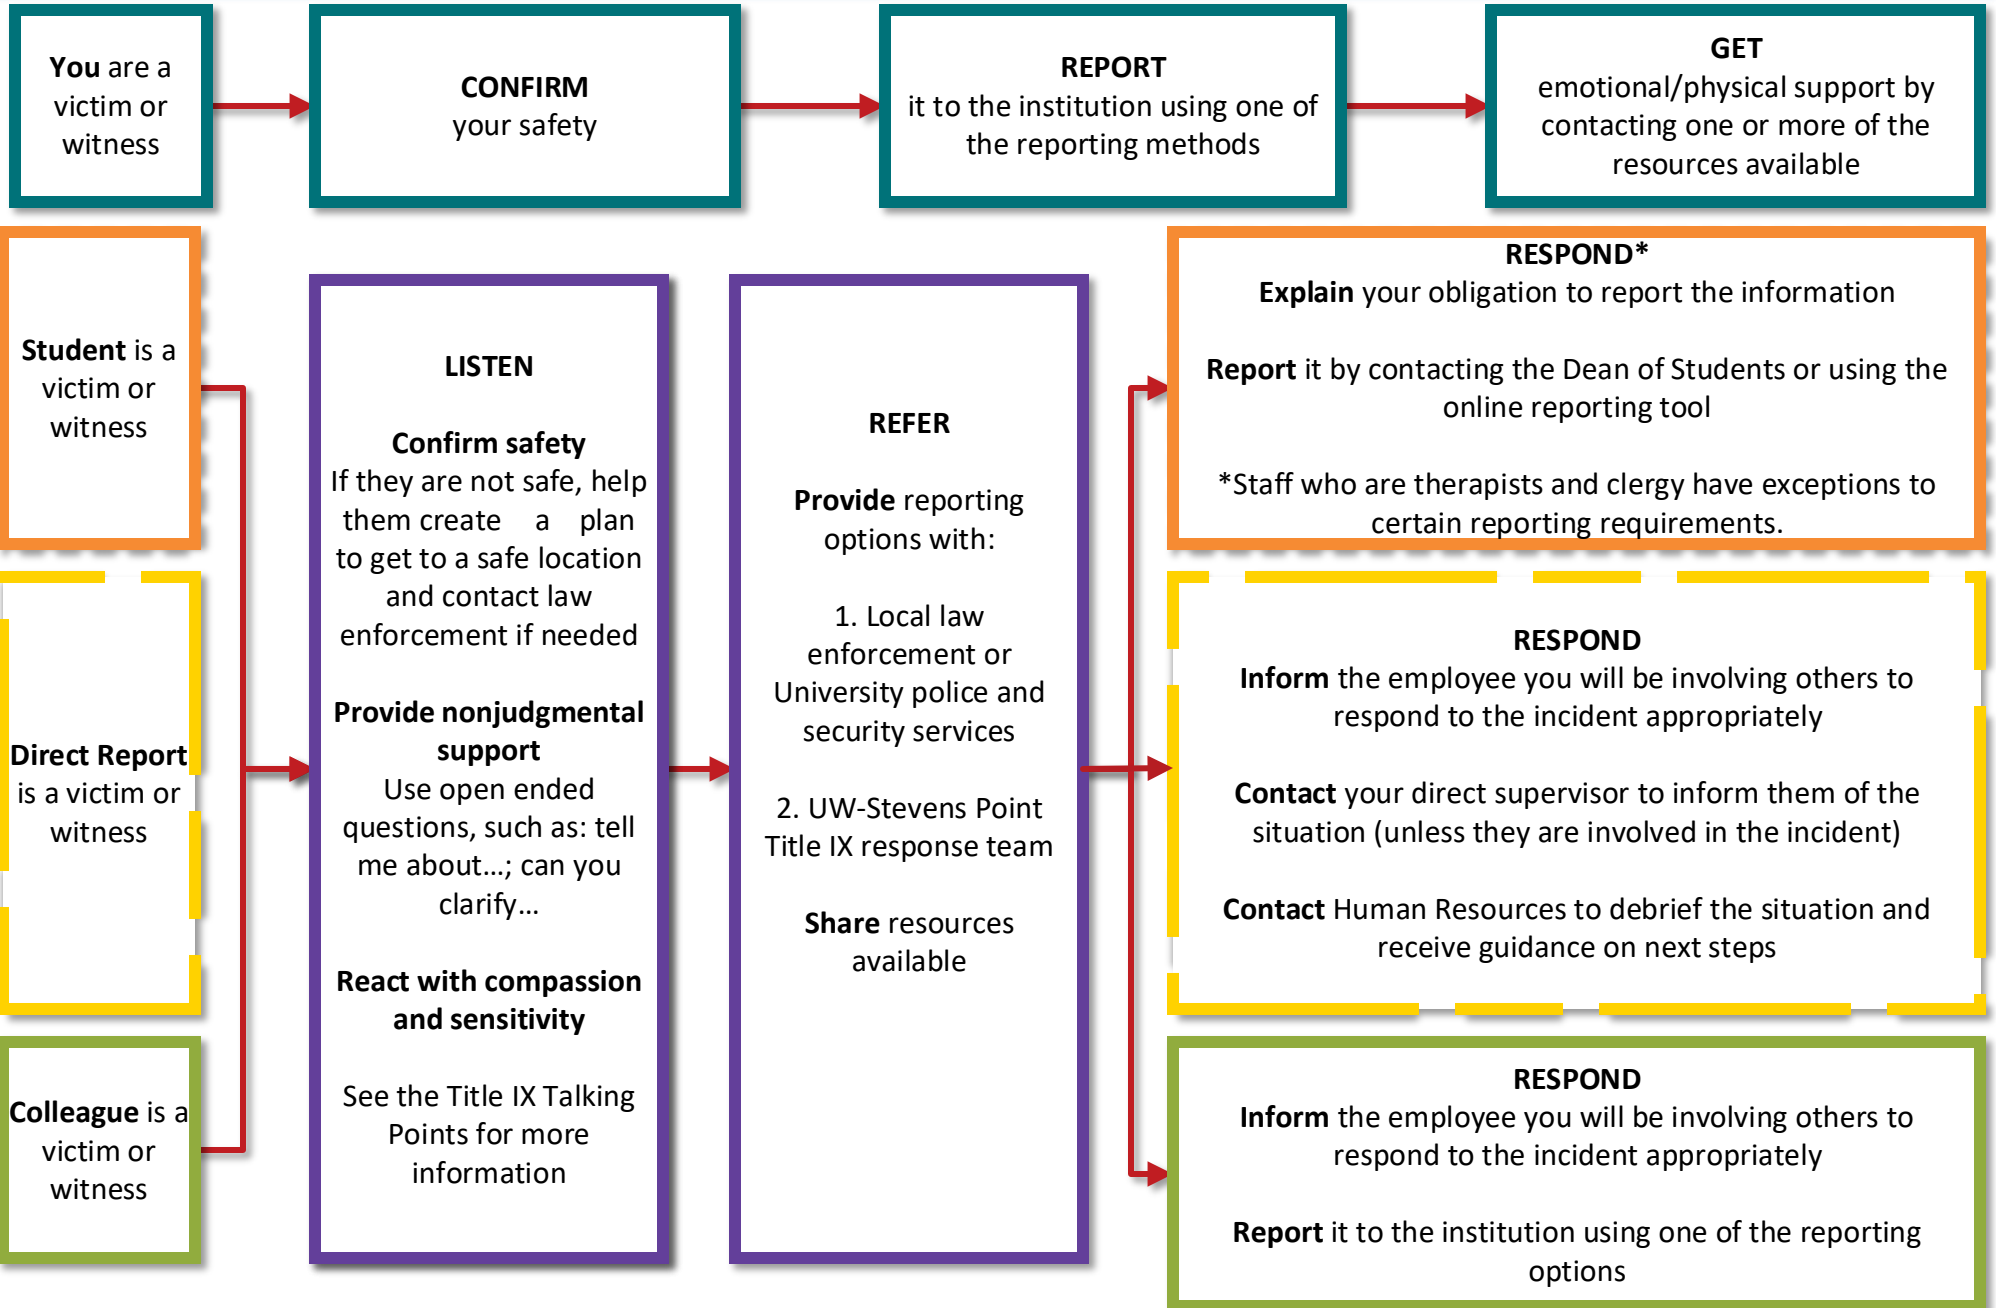 You are a
victim or
witness
CONFIRM
your safety
REPORT
it to the institution using one of
the reporting methods
GET
emotional/physical support by
contacting one or more of the
resources available
Student is a
victim or
witness
Direct Report
is a victim or
witness
Colleague is a
victim or
witness
LISTEN
Confirm safety
If they are not safe, help
them create a plan
to get to a safe location
and contact law
enforcement if needed
Provide nonjudgmental
support
Use open ended
questions, such as: tell
me about...; can you
clarify...
React with compassion
and sensitivity
See the Title IX Talking
Points for more
information
REFER
Provide reporting
options with:
1. Local law
enforcement or
University police and
security services
2. UW-Stevens Point
Title IX response team
Share resources
available
RESPOND*
Explain your obligation to report the information
Report it by contacting the Dean of Students or using the
online reporting tool
*Staff who are therapists and clergy have exceptions to
certain reporting requirements.
RESPOND
Inform the employee you will be involving others to
respond to the incident appropriately
Contact your direct supervisor to inform them of the
situation (unless they are involved in the incident)
Contact Human Resources to debrief the situation and
receive guidance on next steps
RESPOND
Inform the employee you will be involving others to
respond to the incident appropriately
Report it to the institution using one of the reporting
options